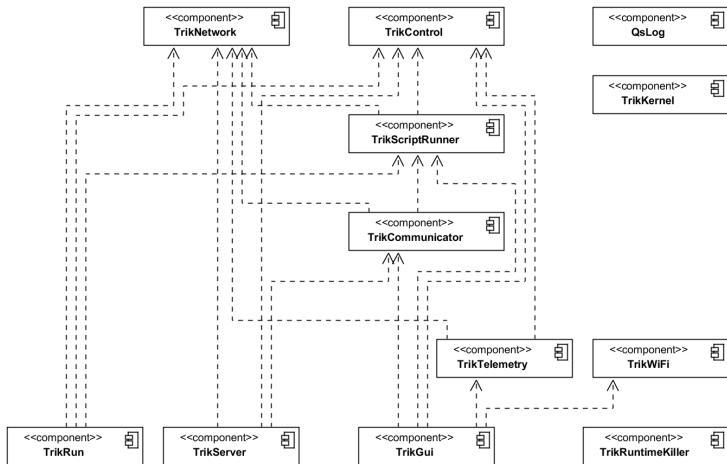 <<component>>
TrikNetwork
<<component>>
TrikControl
<<component>>
QsLog
<<component>>
TrikKernel
<<component>>
TrikScriptRunner
<<component>>
TrikCommunicator
<<component>>
TrikTelemetry
<<component>>
TrikWiFi
<<component>>
TrikRun
<<component>>
TrikServer
<<component>>
TrikGui
<<component>>
TrikRuntimeKiller